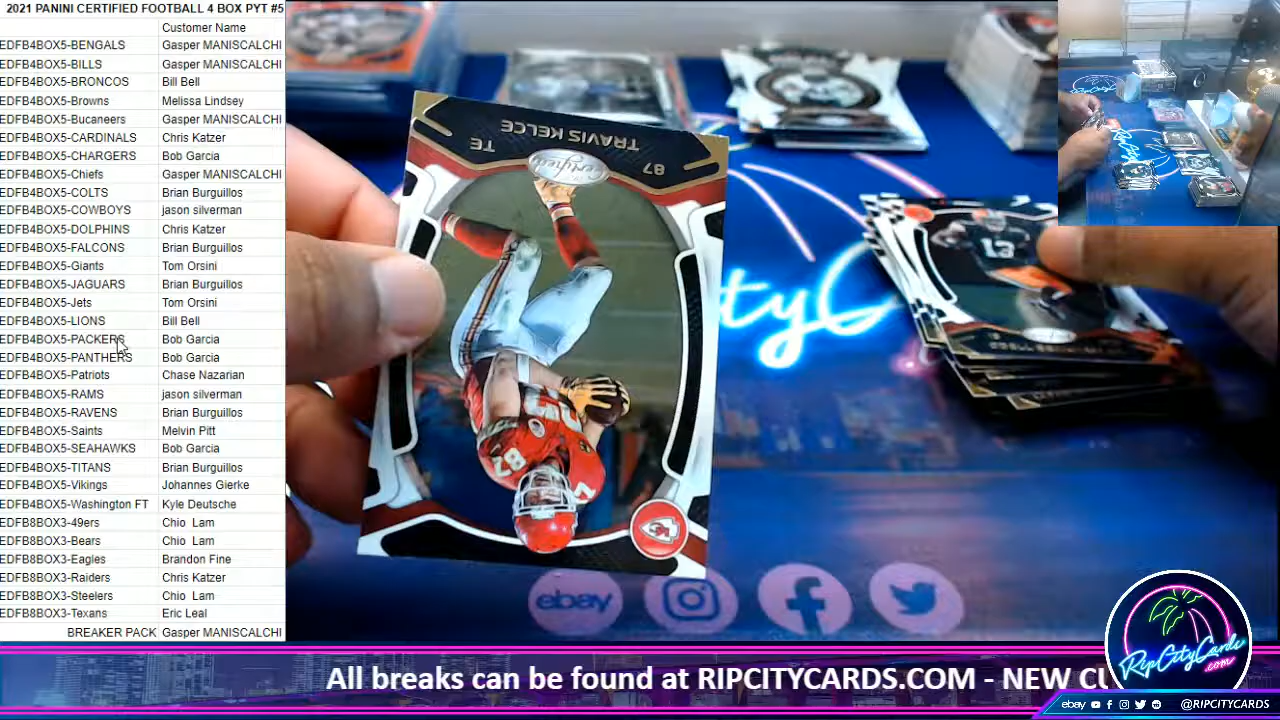 2021 PANINI CERTIFIED FOOTBALL 4 BOX PYT #5
Customer Name
EDFB4BOX5-BENGALS Gasper MANISCALCHI
EDFB4BOX5-BILLS Gasper MANISCALCHI
EDFB4BOX5-BRONCOS Bill Bell
EDFB4BOX5-Browns Melissa Lindsey
EDFB4BOX5-Bucaneers Gasper MANISCALCHI
EDFB4BOX5-CARDINALS Chris Katzer
EDFB4BOX5-CHARGERS Bob Garcia
EDFB4BOX5-Chiefs Gasper MANISCALCHI
EDFB4BOX5-COLTS Brian Burguillos
EDFB4BOX5-COWBOYS jason silverman
EDFB4BOX5-DOLPHINS Chris Katzer
EDFB4BOX5-FALCONS Brian Burguillos
EDFB4BOX5-Giants Tom Orsini
EDFB4BOX5-JAGUARS Brian Burguillos
EDFB4BOX5-Jets Tom Orsini
EDFB4BOX5-LIONS Bill Bell
EDFB4BOX5-PACKERS Bob Garcia
EDFB4BOX5-PANTHERS Bob Garcia
EDFB4BOX5-Patriots Chase Nazarian
EDFB4BOX5-RAMS jason silverman
EDFB4BOX5-RAVENS Brian Burguillos
EDFB4BOX5-Saints Melvin Pitt
EDFB4BOX5-SEAHAWKS Bob Garcia
EDFB4BOX5-TITANS Brian Burguillos
EDFB4BOX5-Vikings Johannes Gierke
EDFB4BOX5-Washington FT Kyle Deutsche
EDFB8BOX3-49ers Chio Lam
EDFB8BOX3-Bears Chio Lam
EDFB8BOX3-Eagles Brandon Fine
EDFB8BOX3-Raiders Chris Katzer
EDFB8BOX3-Steelers Chio Lam
EDFB8BOX3-Texans Eric Leal
BREAKER PACK Gasper MANISCALCHI
TRAVIS KELCE
87 TE
Certified
87
13
ty C
ebay
All breaks can be found at RIPCITYCARDS.COM - NEW CU
RipCityCards
.com
ebay @RIPCITYCARDS